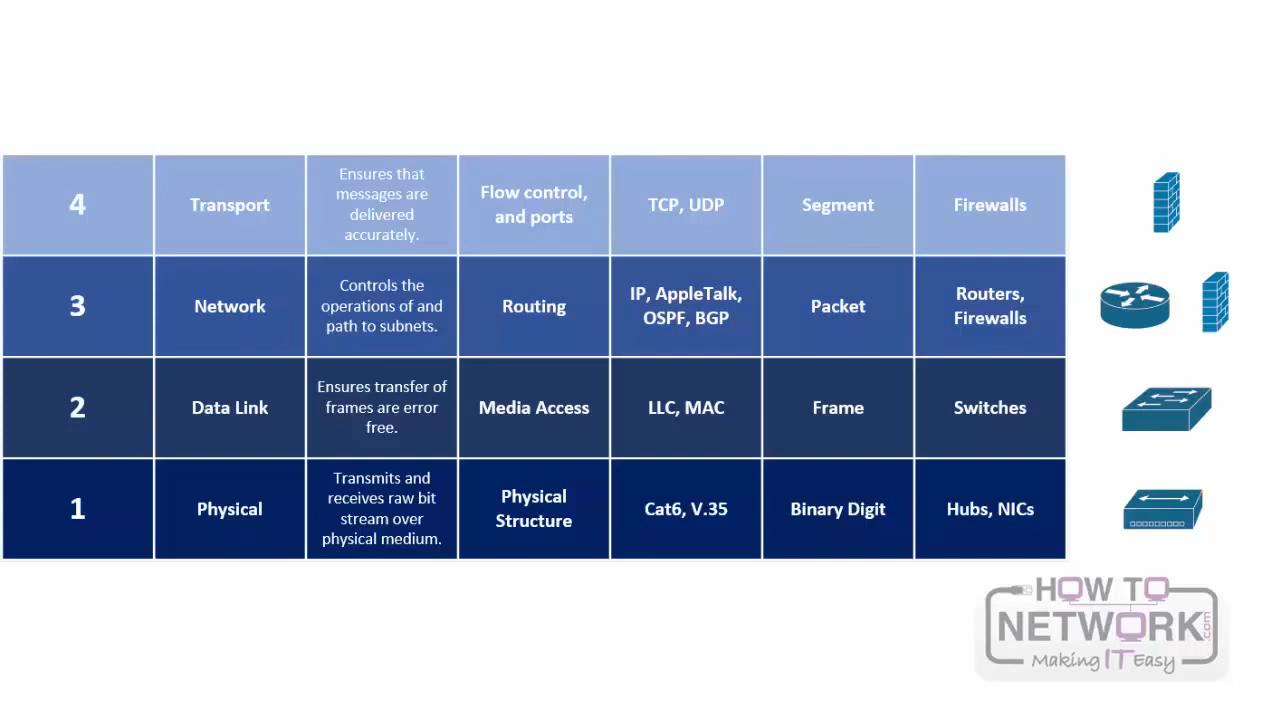 4
Transport
Ensures that
messages are
delivered
accurately.
Flow control,
and ports
TCP, UDP
Segment
Firewalls
3
Network
Controls the
operations of and
path to subnets.
Routing
IP, AppleTalk,
OSPF, BGP
Packet
Routers,
Firewalls
2
Data Link
Ensures transfer of
frames are error
free.
Media Access
LLC, MAC
Frame
Switches
1
Physical
Transmits and
receives raw bit
stream over
physical medium.
Physical
Structure
Cat6, V.35
Binary Digit
Hubs, NICs
HOW TO
NETWORK.com
Making IT Easy